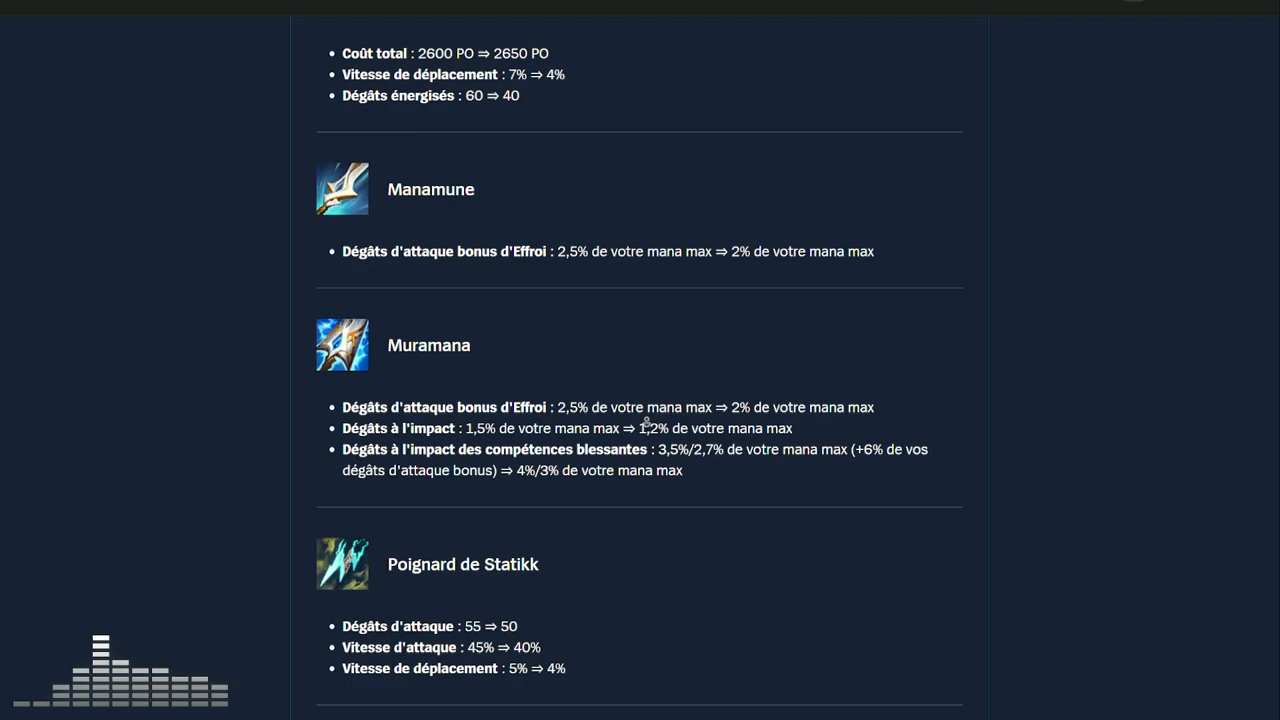 Coût total : 2600 PO ⇒ 2650 PO
Vitesse de déplacement : 7% ⇒ 4%
Dégâts énergisés : 60 ⇒ 40
Manamune
Dégâts d'attaque bonus d'Effroi : 2,5% de votre mana max ⇒ 2% de votre mana max
Muramana
Dégâts d'attaque bonus d'Effroi : 2,5% de votre mana max ⇒ 2% de votre mana max
Dégâts à l'impact : 1,5% de votre mana max ⇒ 1,2% de votre mana max
Dégâts à l'impact des compétences blessantes : 3,5%/2,7% de votre mana max (+6% de vos
dégâts d'attaque bonus) ⇒ 4%/3% de votre mana max
Poignard de Statikk
Dégâts d'attaque : 55 ⇒ 50
Vitesse d'attaque : 45% ⇒ 40%
Vitesse de déplacement : 5% ⇒ 4%